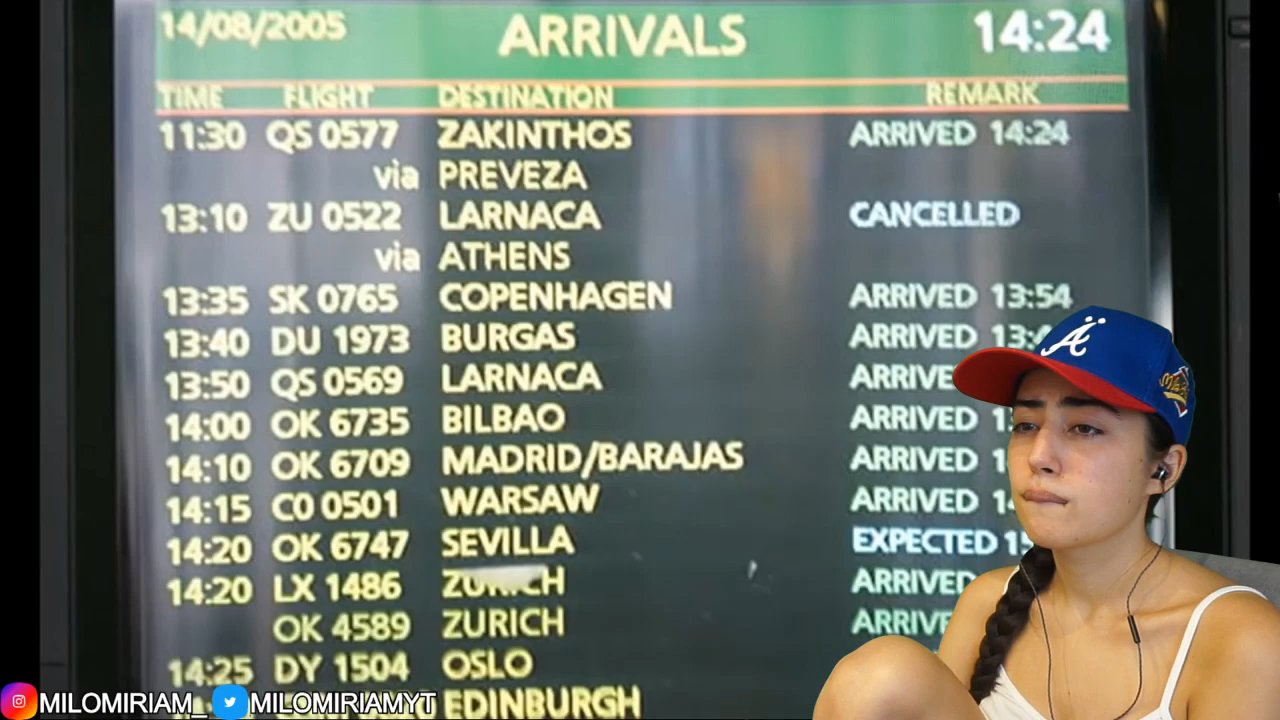 14/08/2005 ARRIVALS 14:24
TIME FLIGHT DESTINATION REMARK
11:30 QS 0577 ZAKINTHOS ARRIVED 14:24
via PREVEZA
13:10 ZU 0522 LARNACA CANCELLED
via ATHENS
13:35 SK 0765 COPENHAGEN ARRIVED 13:54
13:40 DU 1973 BURGAS ARRIVED
13:50 QS 0569 LARNACA ARRIVED
14:00 OK 6735 BILBAO ARRIVED
14:10 OK 6709 MADRID/BARAJAS ARRIVED
14:15 C0 0501 WARSAW ARRIVED
14:20 OK 6747 SEVILLA EXPECTED
14:20 LX 1486 ZURICH ARRIVED
OK 4589 ZURICH
14:25 DY 1504 OSLO
EDINBURGH
MILOMIRIAM_ MILOMIRIAMYT
Ä